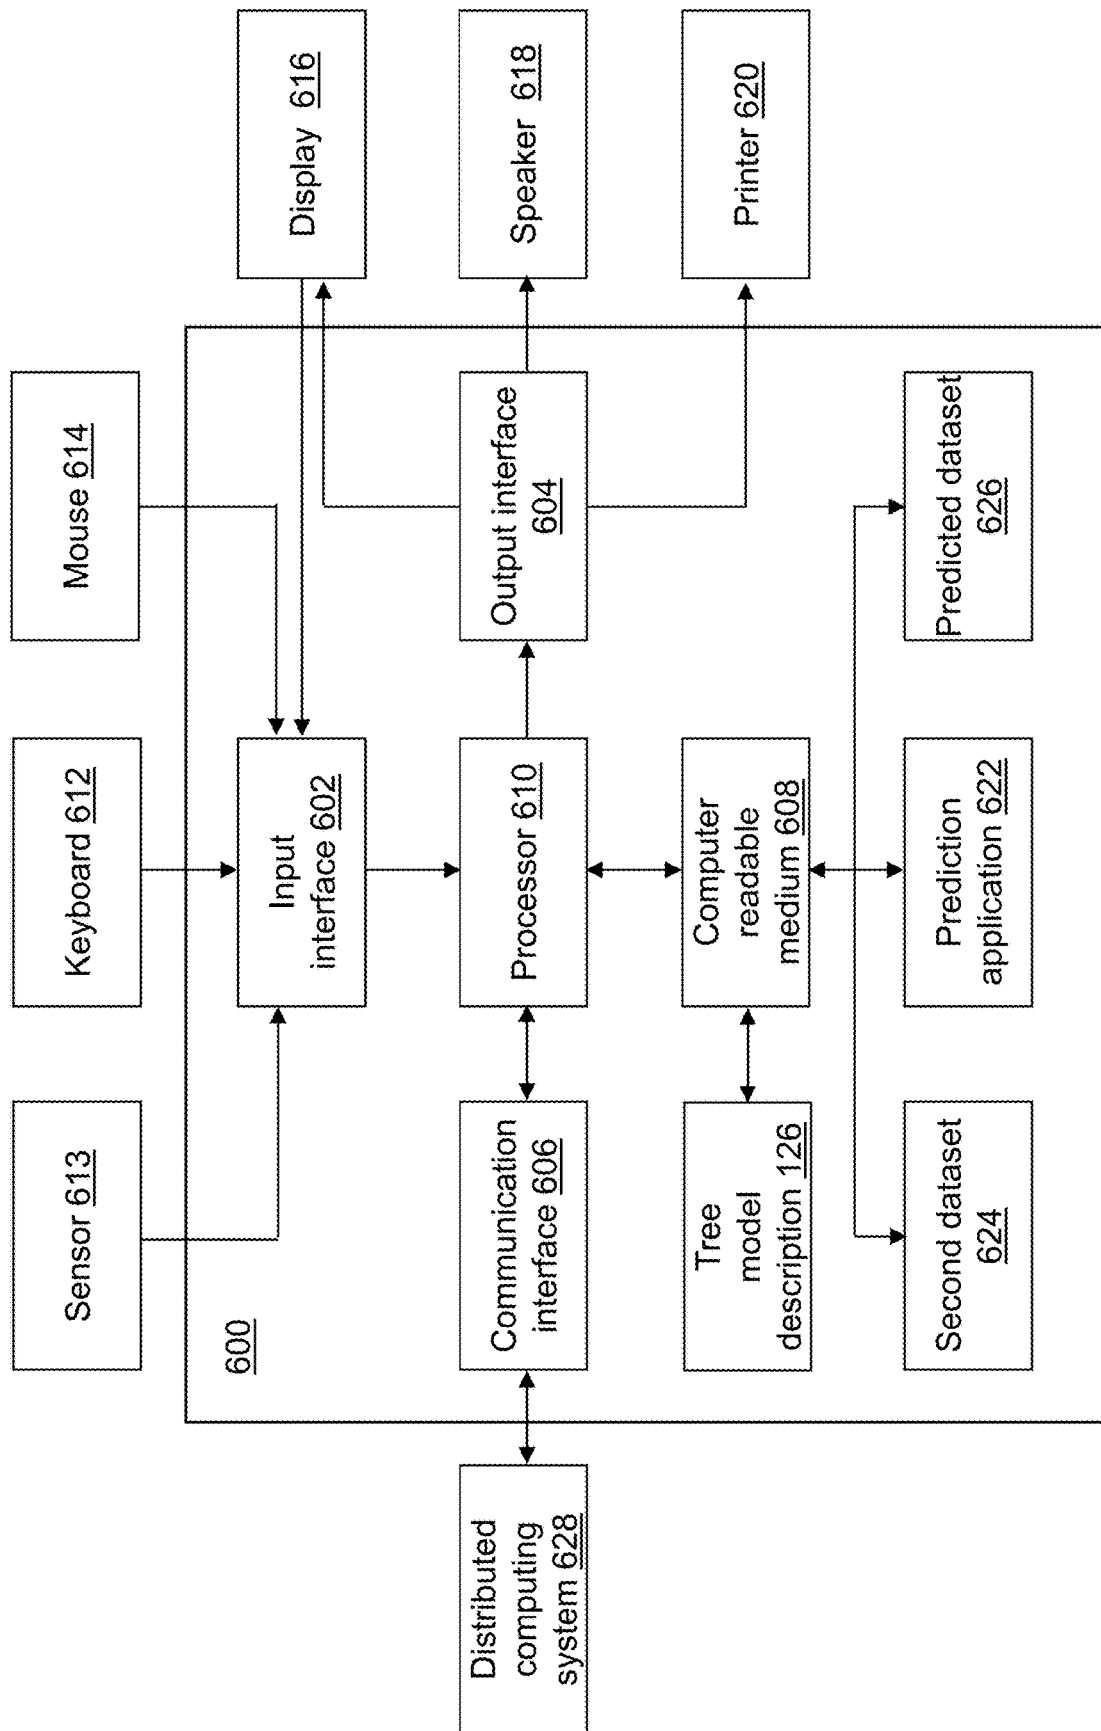 Sensor 613
Keyboard 612
Mouse 614
600
Input
interface 602
Display 616
Distributed
computing
system 628
Communication
interface 606
Processor 610
Output interface
604
Speaker 618
Tree
model
description 126
Computer
readable
medium 608
Printer 620
Second dataset
624
Prediction
application 622
Predicted dataset
626